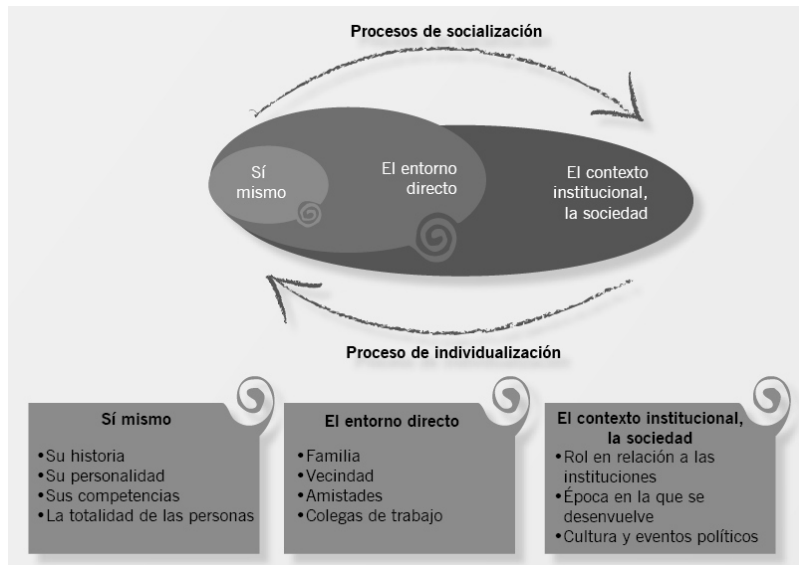 Procesos de socialización
Sí
mismo
El entorno
directo
El contexto
institucional,
la sociedad
Proceso de individualización
Sí mismo
•Su historia
•Su personalidad
•Sus competencias
•La totalidad de las personas
El entorno directo
•Familia
•Vecindad
•Amistades
•Colegas de trabajo
El contexto institucional,
la sociedad
•Rol en relación a las
instituciones
•Época en la que se
desenvuelve
•Cultura y eventos políticos